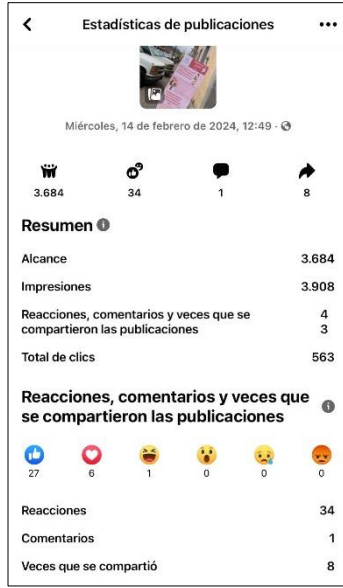 Estadísticas de publicaciones
Miércoles, 14 de febrero de 2024, 12:49 ·
3.684 34 1 8
Resumen
Alcance 3.684
Impresiones 3.908
Reacciones, comentarios y veces que se 4
compartieron las publicaciones 3
Total de clics 563
Reacciones, comentarios y veces que
se compartieron las publicaciones
27 6 1 0 0 0
Reacciones 34
Comentarios 1
Veces que se compartió 8